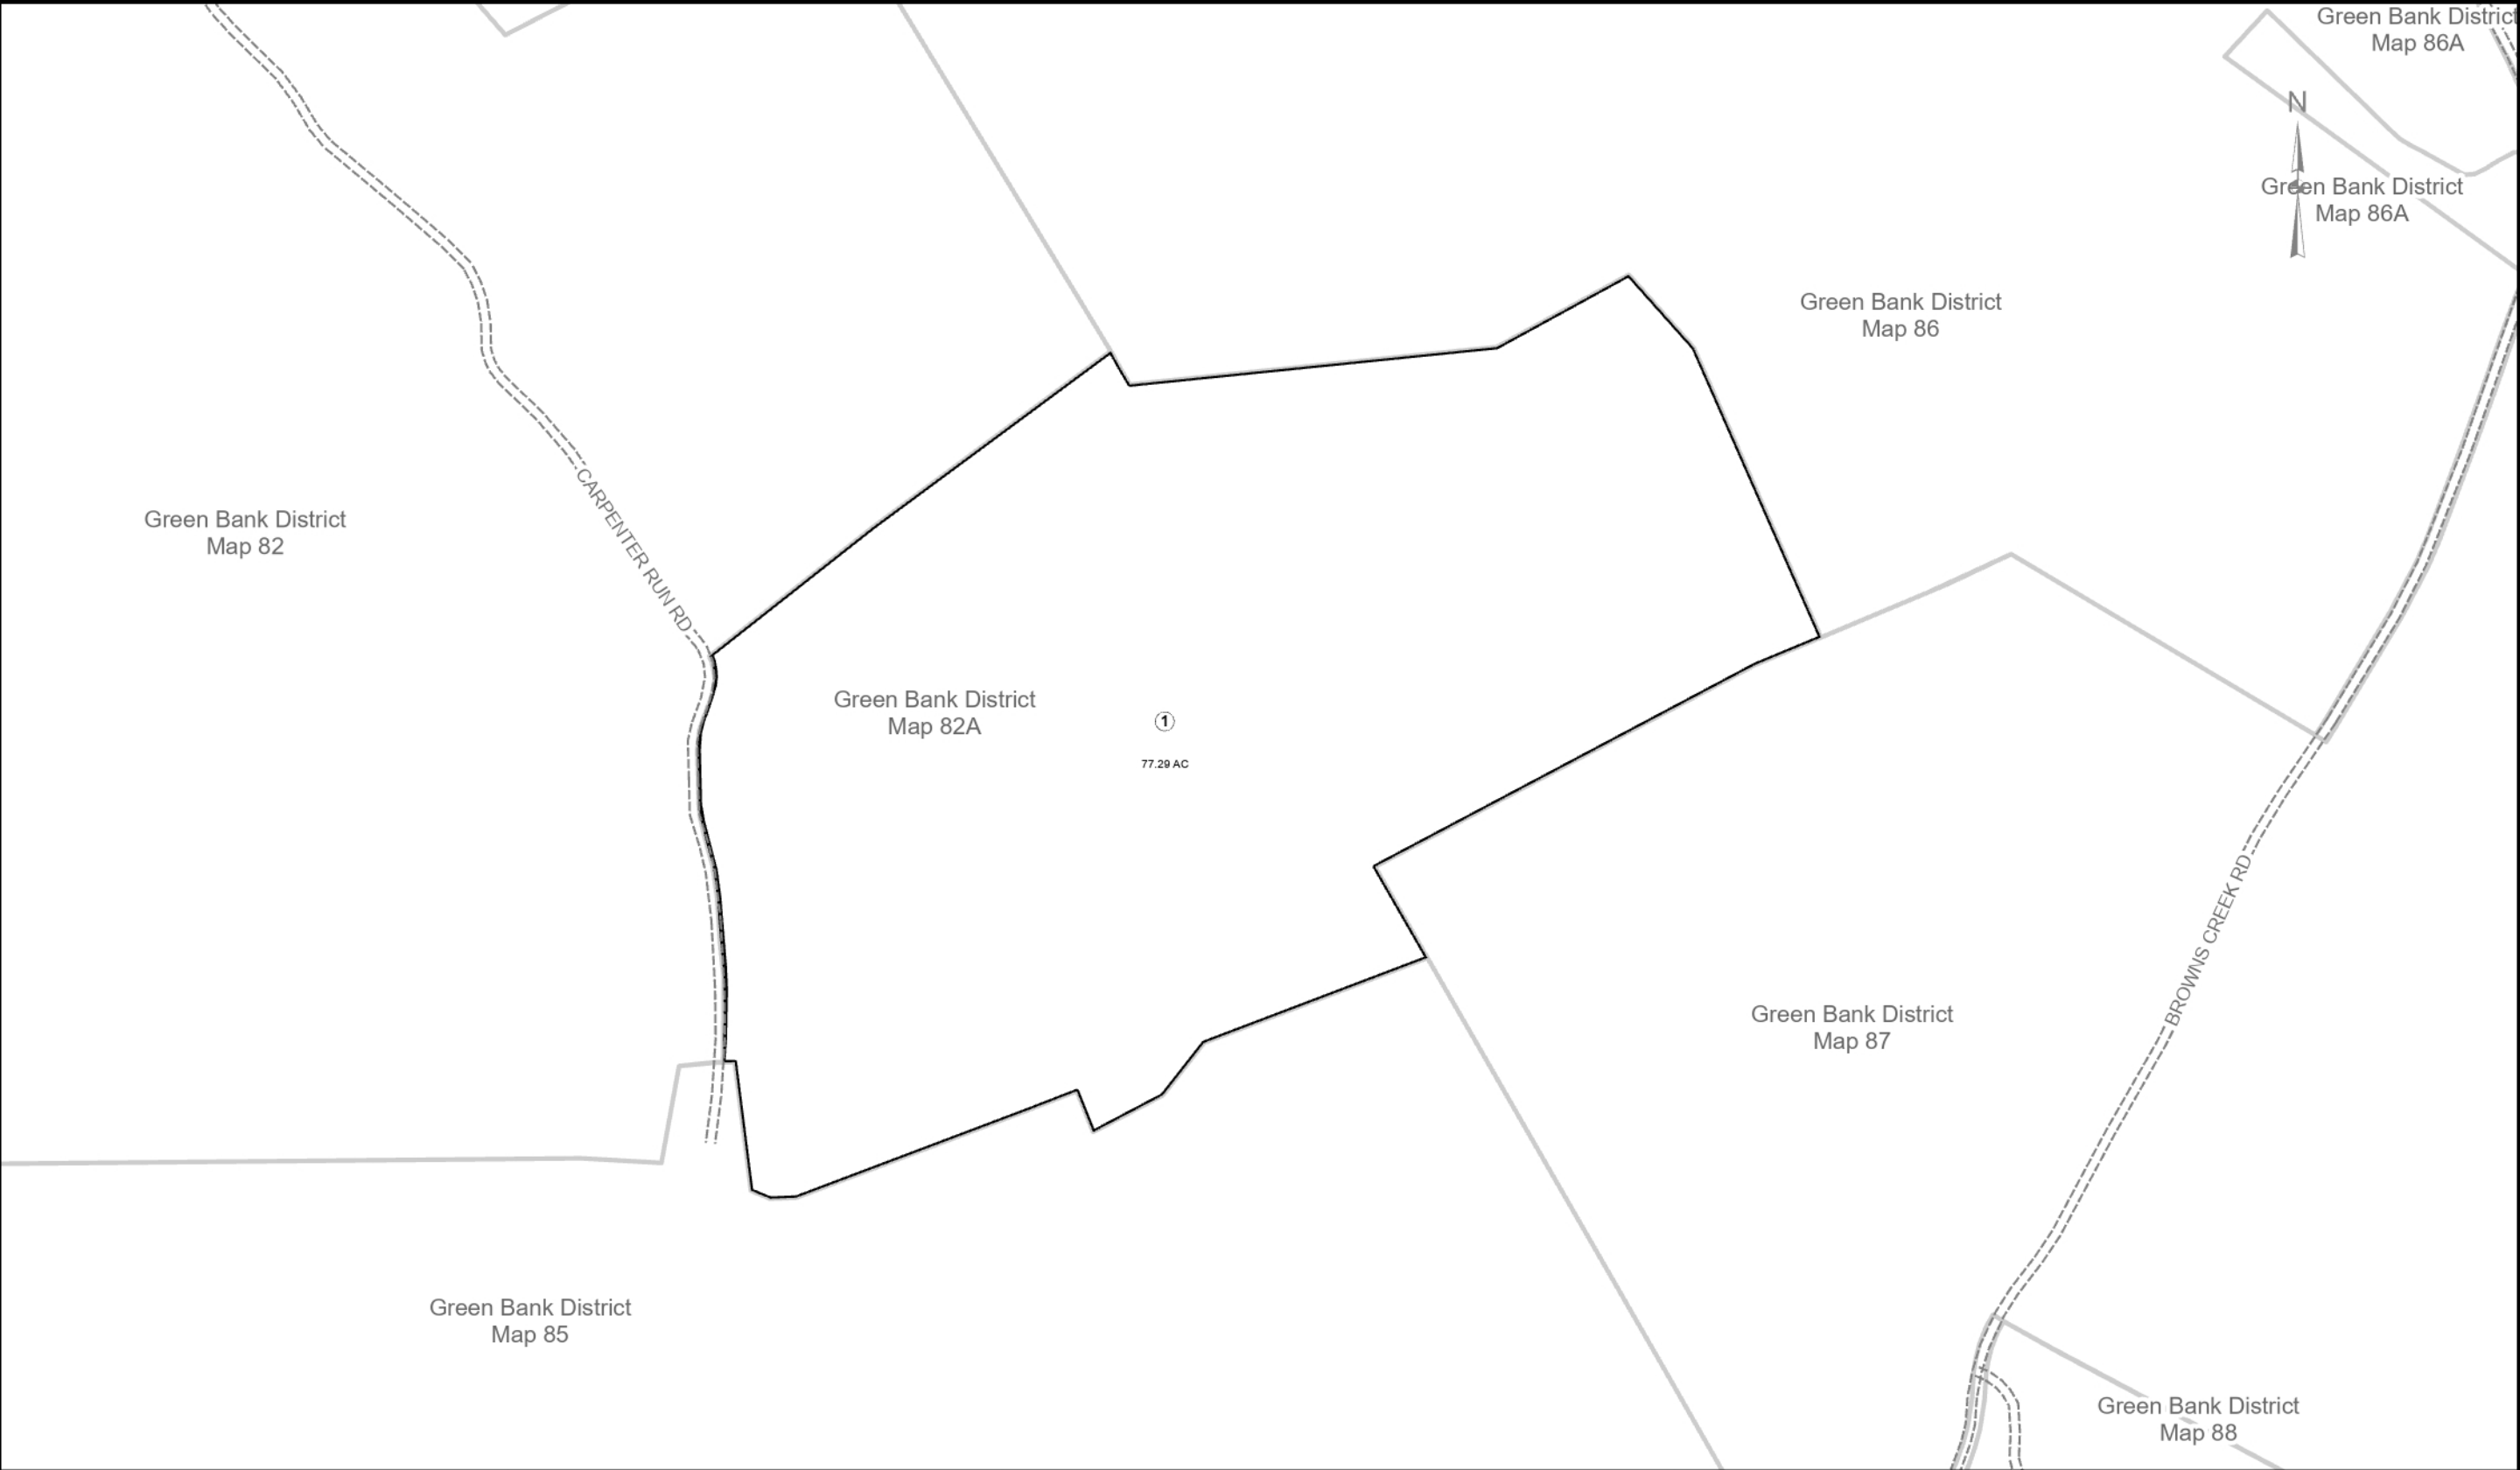 Green Bank District
Map 86A
N
Green Bank District
Map 86A
Green Bank District
Map 86
CARPENTER RUN RD
Green Bank District
Map 82
Green Bank District
Map 82A
1
77.29 AC
BROWNS CREEK RD
Green Bank District
Map 87
Green Bank District
Map 85
Green Bank District
Map 88